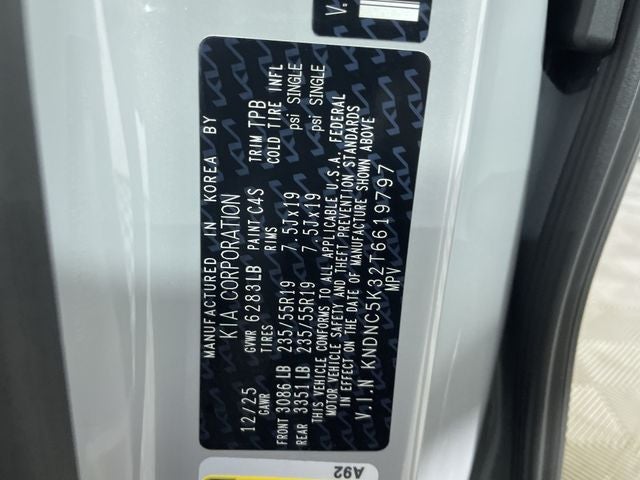 MANUFACTURED IN KOREA BY
KIA CORPORATION
12/25 GVWR 6283LB PAINT C4S TRIM TPB
GAWR TIRES RIMS COLD TIRE INFL
FRONT 3086 LB 235/55R19 7.5Jx19 psi SINGLE
REAR 3351 LB 235/55R19 7.5Jx19 psi SINGLE
THIS VEHICLE CONFORMS TO ALL APPLICABLE U.S.A. FEDERAL
MOTOR VEHICLE SAFETY AND THEFT PREVENTION STANDARDS
IN EFFECT ON THE DATE OF MANUFACTURE SHOWN ABOVE
V.I.N KNDNC5K32T6619797
MPV
V.
A92